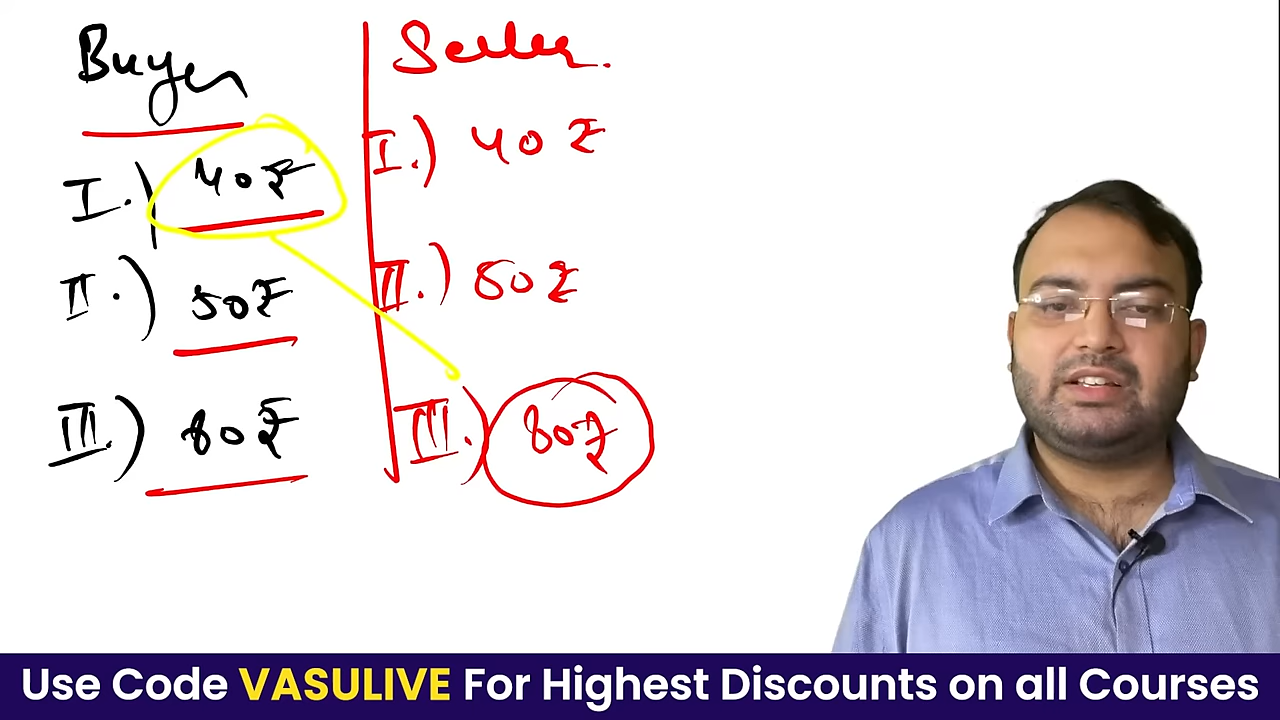 Buyer
I.) 40₹
II.) 50₹
III.) 80₹
Seller.
I.) 40₹
II.) 50₹
III.) 80₹
Use Code VASULIVE For Highest Discounts on all Courses